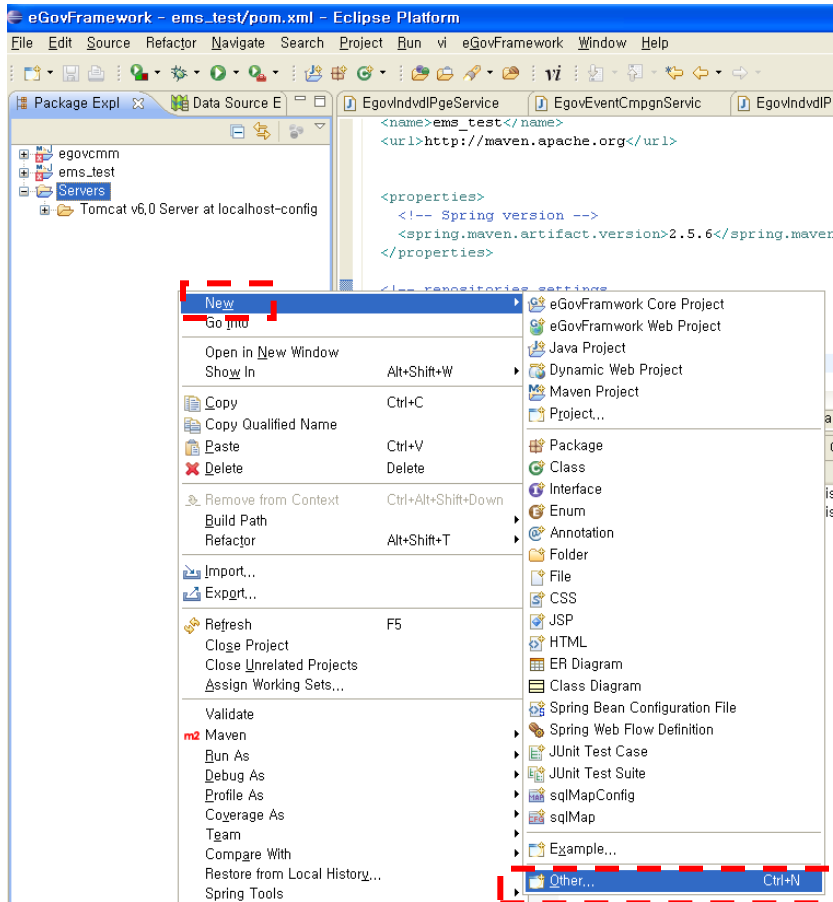 eGovFramework - ems_test/pom.xml - Eclipse Platform
File Edit Source Refactor Navigate Search Project Run vi eGovFramework Window Help
vi
Package Expl Data Source E EgovIndvdlPgeService EgovEventCmpgnServic EgovIndvdlP
egovcmm
ems_test
Servers
Tomcat v6.0 Server at localhost-config
<name>ems_test</name>
<url>http://maven.apache.org</url>
<properties>
<!-- Spring version -->
<spring.maven.artifact.version>2.5.6</spring.maven
</properties>
<!-- repositories settings
New
Go Into
Open in New Window
Show In Alt+Shift+W
Copy Ctrl+C
Copy Qualified Name
Paste Ctrl+V
Delete Delete
Remove from Context Ctrl+Alt+Shift+Down
Build Path
Refactor Alt+Shift+T
Import...
Export...
Refresh F5
Close Project
Close Unrelated Projects
Assign Working Sets...
Validate
m2 Maven
Run As
Debug As
Profile As
Coverage As
Team
Compare With
Restore from Local History...
Spring Tools
eGovFramwork Core Project
eGovFramwork Web Project
Java Project
Dynamic Web Project
Maven Project
Project...
Package
Class
Interface
Enum
Annotation
Folder
File
CSS
JSP
HTML
ER Diagram
Class Diagram
Spring Bean Configuration File
Spring Web Flow Definition
JUnit Test Case
JUnit Test Suite
sqlMapConfig
sqlMap
Example...
Other... Ctrl+N